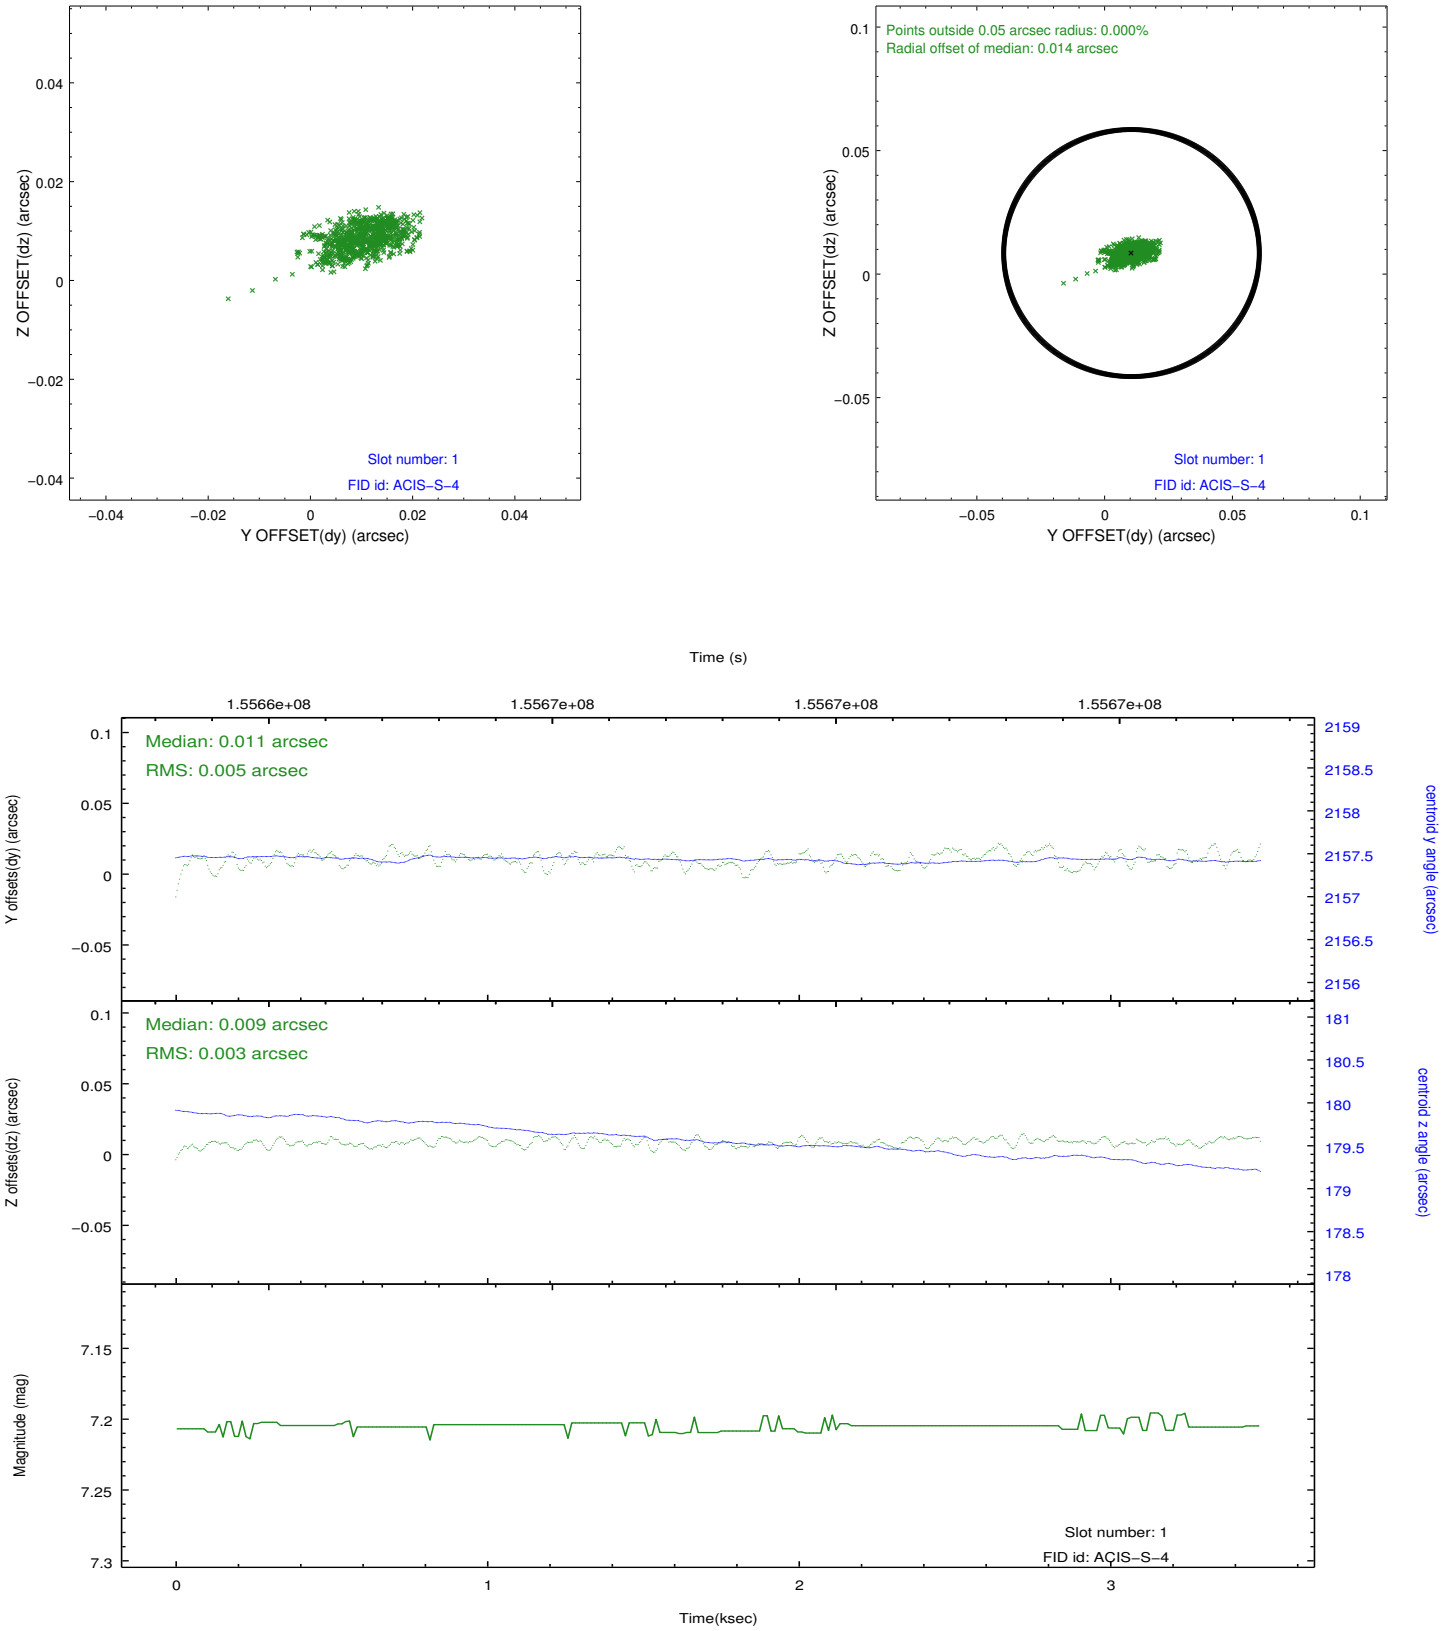 0.04
0.02
0
−0.02
−0.04
Z OFFSET(dz) (arcsec)
−0.04
−0.02
0
0.02
0.04
Y OFFSET(dy) (arcsec)
Slot number: 1
FID id: ACIS−S−4
Points outside 0.05 arcsec radius: 0.000%
Radial offset of median: 0.014 arcsec
0.1
0.05
0
−0.05
Z OFFSET(dz) (arcsec)
−0.05
0
0.05
0.1
Y OFFSET(dy) (arcsec)
Slot number: 1
FID id: ACIS−S−4
Time (s)
1.5566e+08
1.5567e+08
1.5567e+08
1.5567e+08
Median: 0.011 arcsec
RMS: 0.005 arcsec
0.1
0.05
0
−0.05
Y offsets(dy) (arcsec)
2159
2158.5
2158
2157.5
2157
2156.5
2156
centroid y angle (arcsec)
Median: 0.009 arcsec
RMS: 0.003 arcsec
0.1
0.05
0
−0.05
Z offsets(dz) (arcsec)
181
180.5
180
179.5
179
178.5
178
centroid z angle (arcsec)
7.15
7.2
7.25
7.3
Magnitude (mag)
Slot number: 1
FID id: ACIS−S−4
0
1
2
3
Time(ksec)